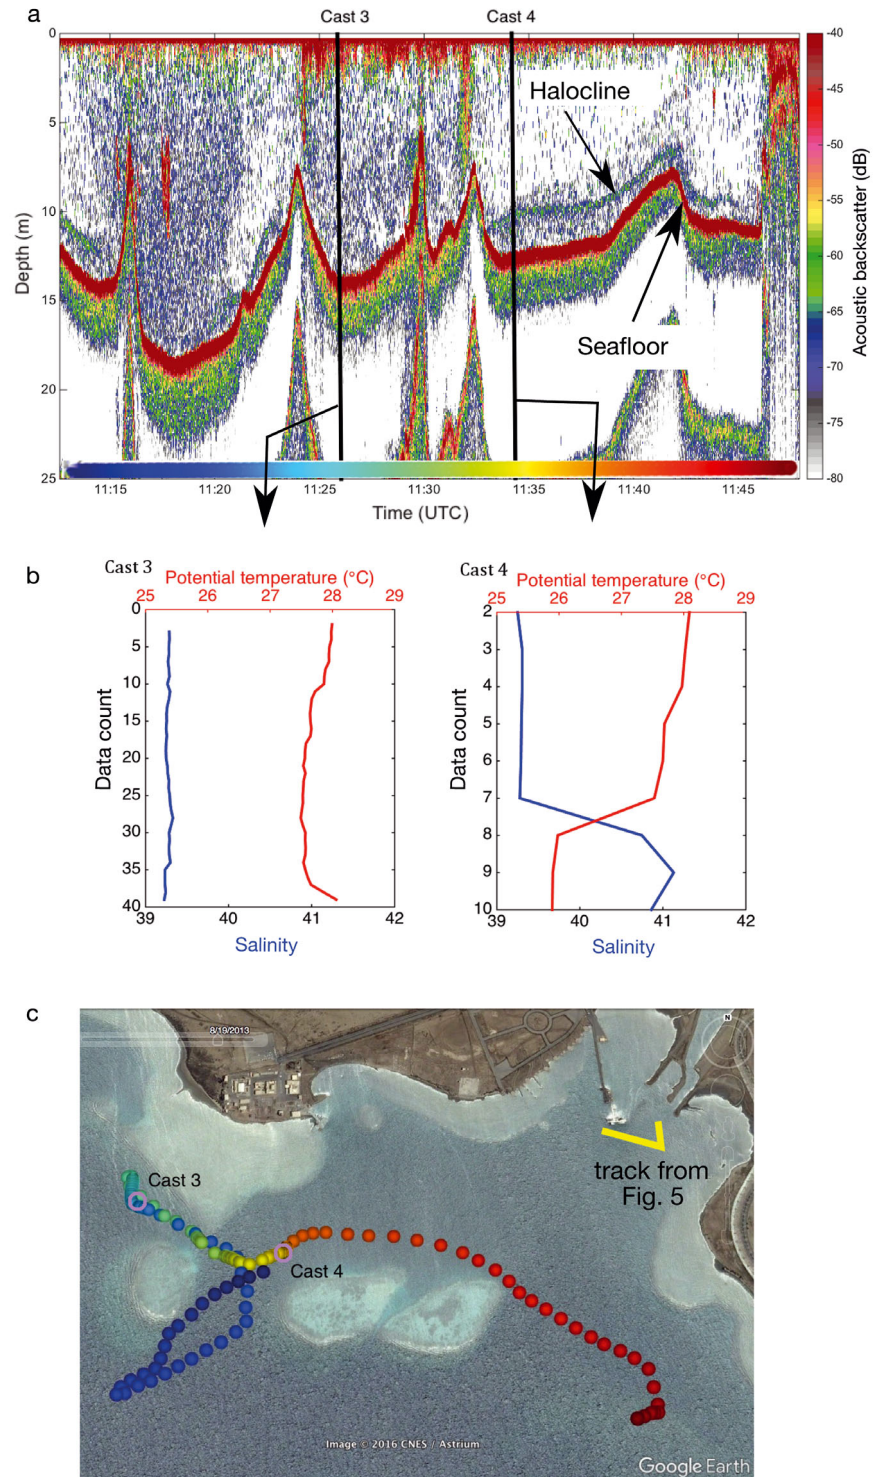 a
Cast 3
Cast 4
0
5
10
15
20
25
Depth (m)
Halocline
Seafloor
11:15
11:20
11:25
11:30
11:35
11:40
11:45
Time (UTC)
-40
-45
-50
-55
-60
-65
-70
-75
-80
Acoustic backscatter (dB)
b
Cast 3
Potential temperature (°C)
25
26
27
28
29
0
5
10
15
20
25
30
35
40
Data count
39
40
41
42
Salinity
Cast 4
Potential temperature (°C)
25
26
27
28
29
2
3
4
5
6
7
8
9
10
Data count
39
40
41
42
Salinity
c
8/19/2013
N
Cast 3
Cast 4
track from
Fig. 5
Image © 2016 CNES / Astrium
Google Earth